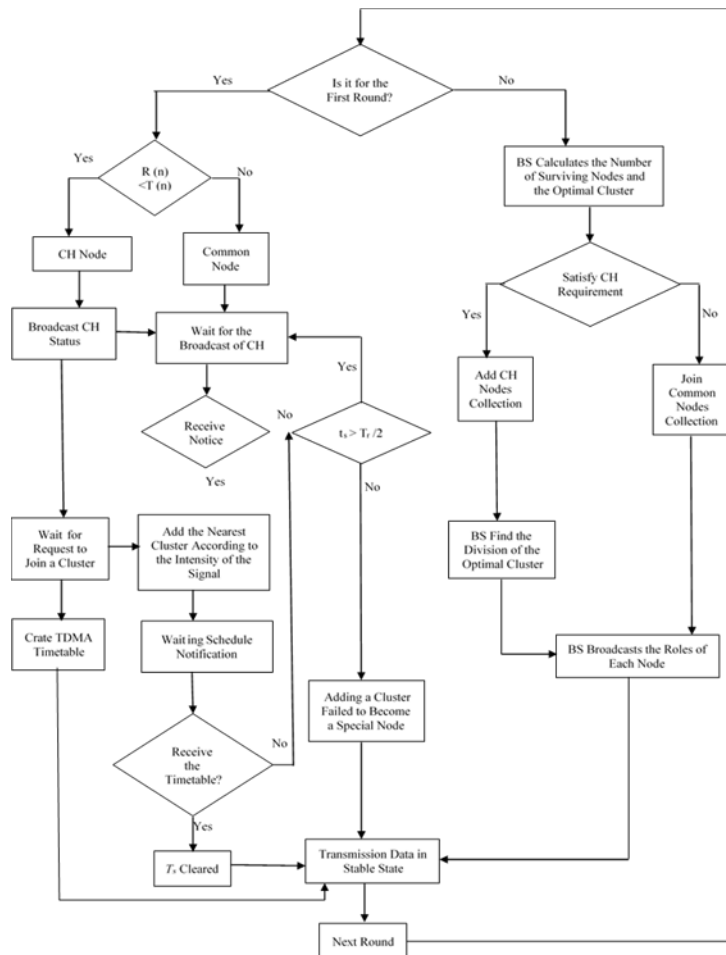 Is it for the
First Round?
Yes
No
R (n)
<T (n)
Yes
No
BS Calculates the Number
of Surviving Nodes and
the Optimal Cluster
CH Node
Common
Node
Satisfy CH
Requirement
Yes
No
Broadcast CH
Status
Wait for the
Broadcast of CH
Yes
Add CH
Nodes
Collection
Join
Common
Nodes
Collection
Receive
Notice
No
Yes
ts > Tr /2
No
Wait for
Request to
Join a Cluster
Add the Nearest
Cluster According to
the Intensity of the
Signal
BS Find the
Division of the
Optimal Cluster
Crate TDMA
Timetable
Waiting Schedule
Notification
BS Broadcasts the Roles of
Each Node
Adding a Cluster
Failed to Become
a Special Node
Receive
the
Timetable?
No
Yes
Ts Cleared
Transmission Data in
Stable State
Next Round